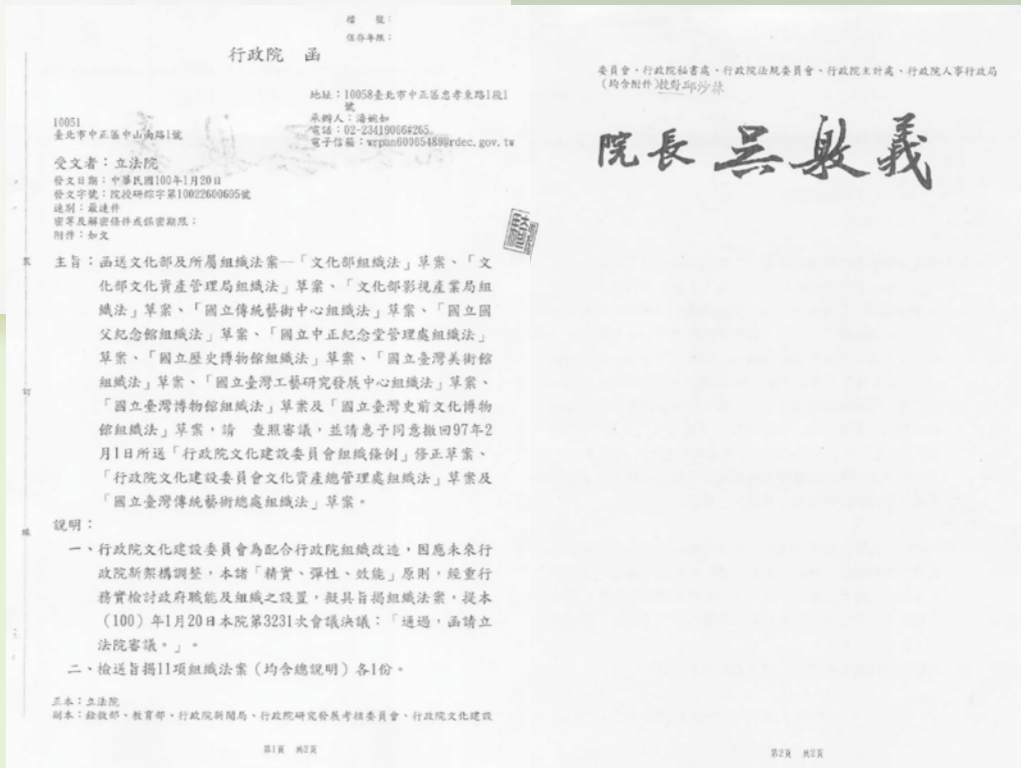 檔　　號：
保存年限：
行政院　函
地址：10058臺北市中正區忠孝東路1段1
號
承辦人：潘婉如
電話：02-23419066#265
10051
臺北市中正區中山南路1號
受文者：立法院
發文日期：中華民國100年1月20日
發文字號：院授研綜字第10022600695號
速別：最速件
密等及解密條件或保密期限：
附件：如文
主旨：函送文化部及所屬組織法案--「文化部組織法」草案、「文
化部文化資產管理局組織法」草案、「文化部影視產業局組
織法」草案、「國立傳統藝術中心組織法」草案、「國立國
父紀念館組織法」草案、「國立中正紀念堂管理處組織法」
草案、「國立歷史博物館組織法」草案、「國立臺灣美術館
組織法」草案、「國立臺灣工藝研究發展中心組織法」草案、
「國立臺灣博物館組織法」草案及「國立臺灣史前文化博物
館組織法」草案，請　查照審議，並請惠予同意撤回97年2
月1日所送「行政院文化建設委員會組織條例」修正草案、
「行政院文化建設委員會文化資產總管理處組織法」草案及
「國立臺灣傳統藝術總處組織法」草案。
說明：
一、行政院文化建設委員會為配合行政院組織改造，因應未來行
政院新架構調整，本諸「精實、彈性、效能」原則，經重行
務實檢討政府職能及組織之設置，擬具旨揭組織法案，提本
（100）年1月20日本院第3231次會議決議：「通過，函請立
法院審議。」。
二、檢送旨揭11項組織法案（均含總說明）各1份。
正本：立法院
副本：銓敘部、教育部、行政院新聞局、行政院研究發展考核委員會、行政院文化建設
第1頁　共2頁
裝
訂
線
委員會、行政院秘書處、行政院法規委員會、行政院主計處、行政院人事行政局
（均含附件）
院長 吳敦義
第2頁　共2頁